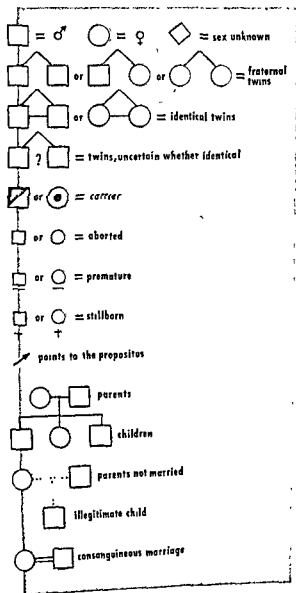 = ♂ = ♀ = sex unknown
or or = fraternal
twins
or = identical twins
? = twins, uncertain whether identical
or = carrier
or = aborted
or = premature
or = stillborn
points to the propositus
parents
children
parents not married
illegitimate child
consanguineous marriage